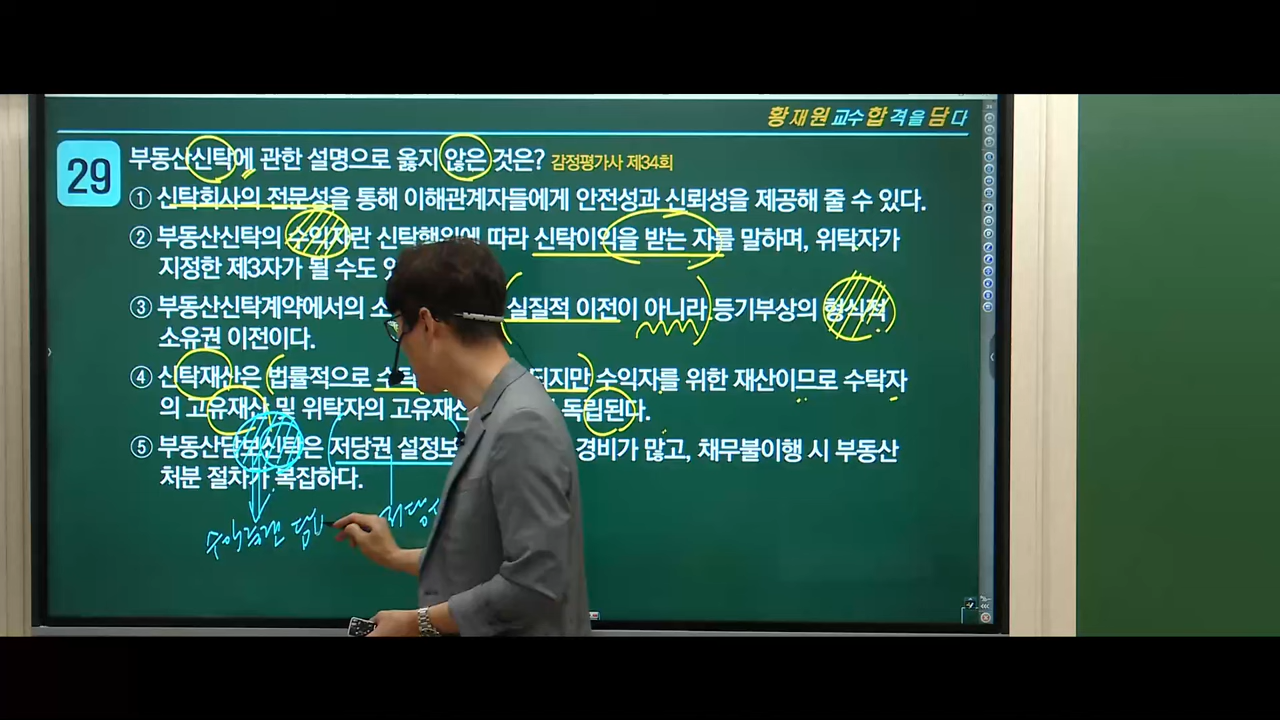 황재원 교수 합격을 담다
29 부동산신탁에 관한 설명으로 옳지 않은 것은? 감정평가사 제34회
① 신탁회사의 전문성을 통해 이해관계자들에게 안전성과 신뢰성을 제공해 줄 수 있다.
② 부동산신탁의 수익자란 신탁행위에 따라 신탁이익을 받는 자를 말하며, 위탁자가
지정한 제3자가 될 수도
③ 부동산신탁계약에서의 실질적 이전이 아니라 등기부상의 형식적
소유권 이전이다.
④ 신탁재산은 법률적으로 되지만 수익자를 위한 재산이므로 수탁자
의 고유재산 및 위탁자의 고유재산 독립된다.
⑤ 부동산담보신탁은 저당권 설정보 경비가 많고, 채무불이행 시 부동산
처분 절차가 복잡하다.